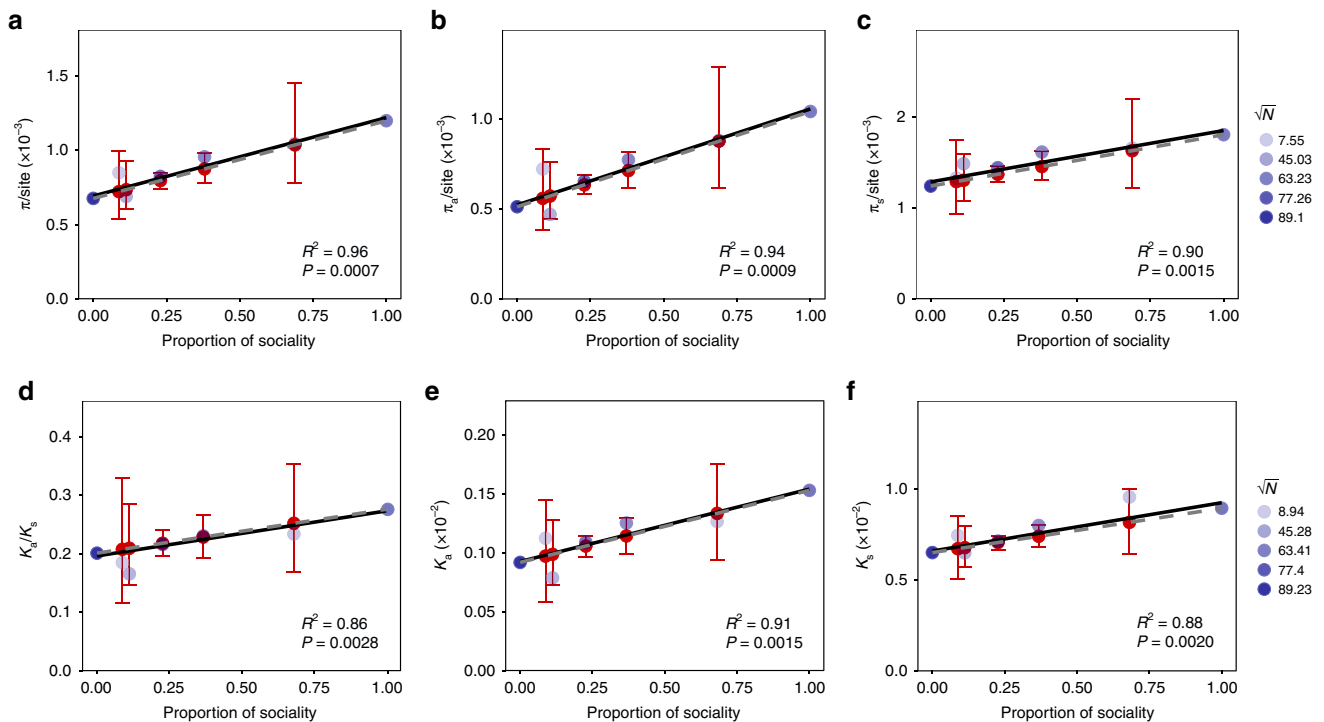 a
π/site (×10⁻³)
1.5
1.0
0.5
0.0
R² = 0.96
P = 0.0007
0.00 0.25 0.50 0.75 1.00
Proportion of sociality
b
πₐ/site (×10⁻³)
1.0
0.5
0.0
R² = 0.94
P = 0.0009
0.00 0.25 0.50 0.75 1.00
Proportion of sociality
c
πₛ/site (×10⁻³)
2
1
0
R² = 0.90
P = 0.0015
0.00 0.25 0.50 0.75 1.00
Proportion of sociality
√N
7.55
45.03
63.23
77.26
89.1
d
Kₐ/Kₛ
0.4
0.3
0.2
0.1
0.0
R² = 0.86
P = 0.0028
0.00 0.25 0.50 0.75 1.00
Proportion of sociality
e
Kₐ (×10⁻²)
0.20
0.15
0.10
0.05
0.00
R² = 0.91
P = 0.0015
0.00 0.25 0.50 0.75 1.00
Proportion of sociality
f
Kₛ (×10⁻²)
1.0
0.5
0.0
R² = 0.88
P = 0.0020
0.00 0.25 0.50 0.75 1.00
Proportion of sociality
√N
8.94
45.28
63.41
77.4
89.23